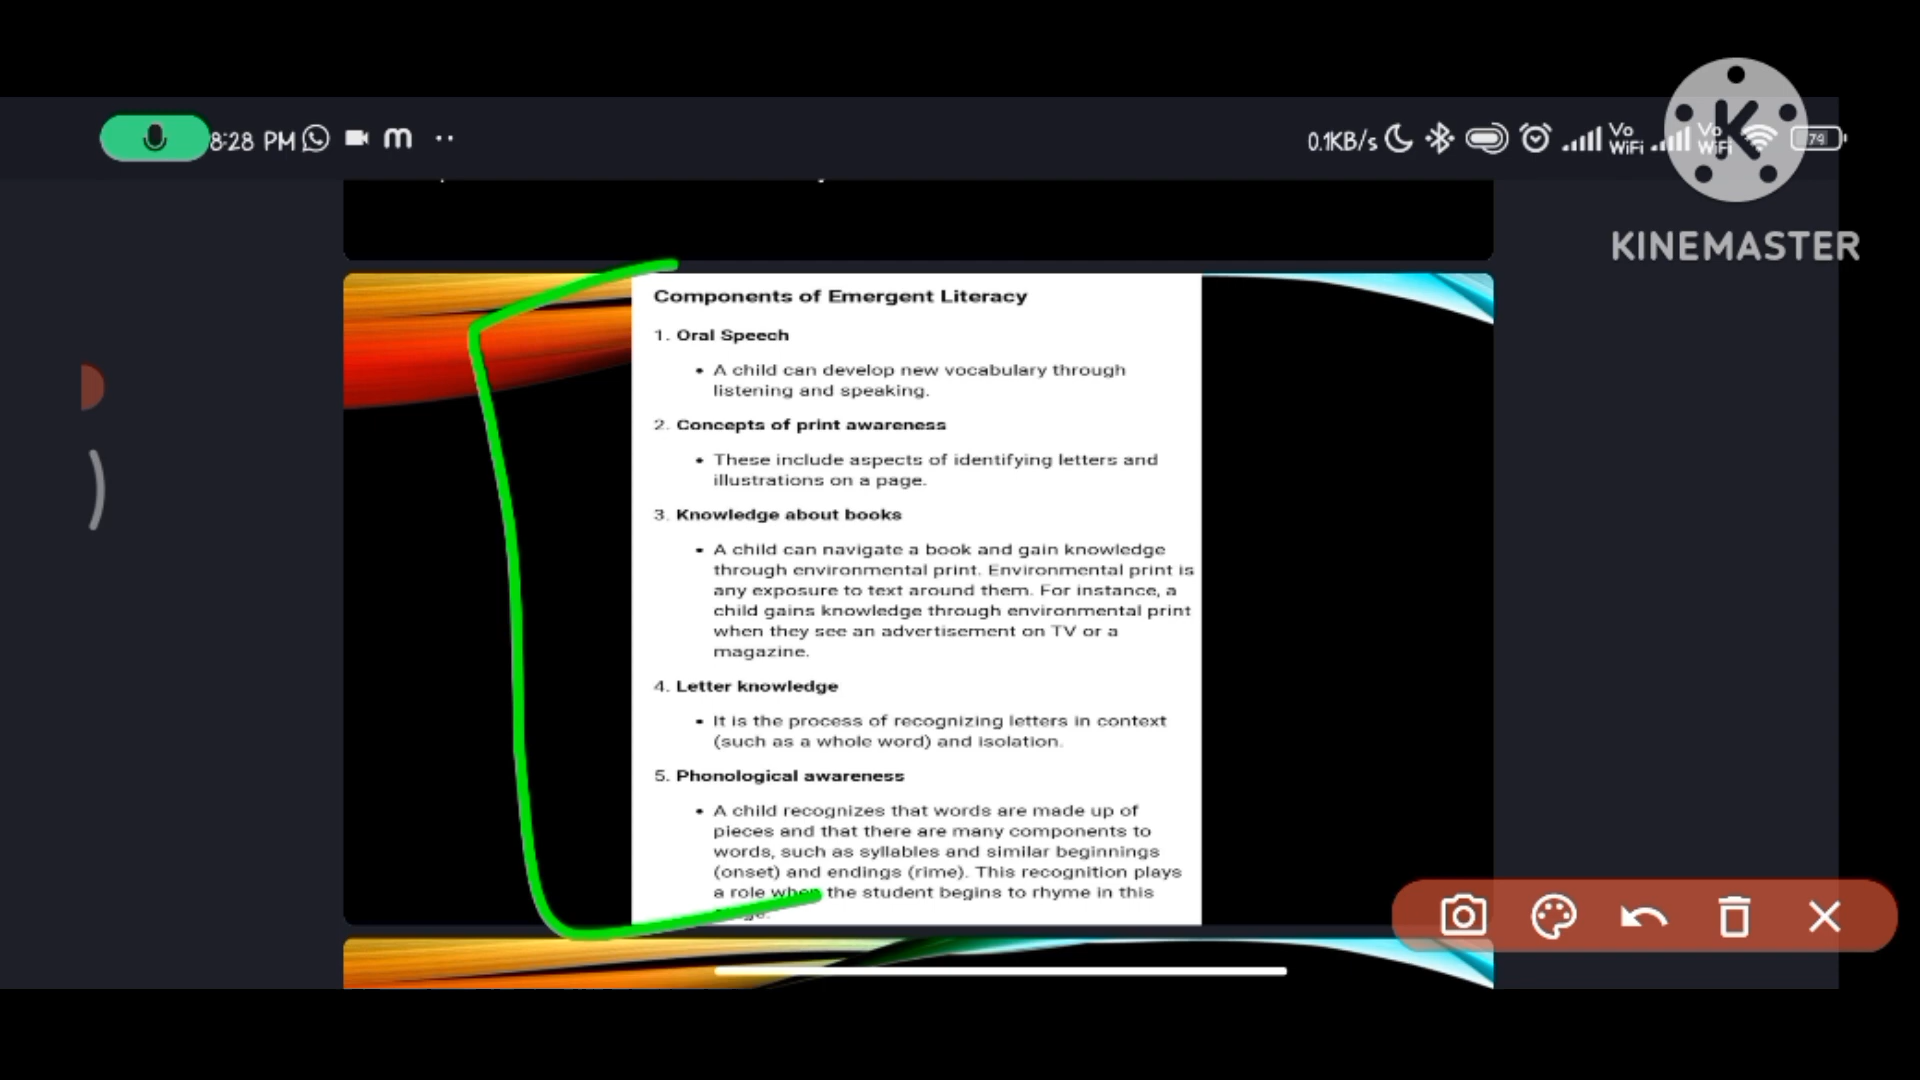 8:28 PM
0.1KB/s
Vo
WiFi
Vo
WiFi
79
KINEMASTER
Components of Emergent Literacy
1. Oral Speech
• A child can develop new vocabulary through
listening and speaking.
2. Concepts of print awareness
• These include aspects of identifying letters and
illustrations on a page.
3. Knowledge about books
• A child can navigate a book and gain knowledge
through environmental print. Environmental print is
any exposure to text around them. For instance, a
child gains knowledge through environmental print
when they see an advertisement on TV or a
magazine.
4. Letter knowledge
• It is the process of recognizing letters in context
(such as a whole word) and isolation.
5. Phonological awareness
• A child recognizes that words are made up of
pieces and that there are many components to
words, such as syllables and similar beginnings
(onset) and endings (rime). This recognition plays
a role when the student begins to rhyme in this